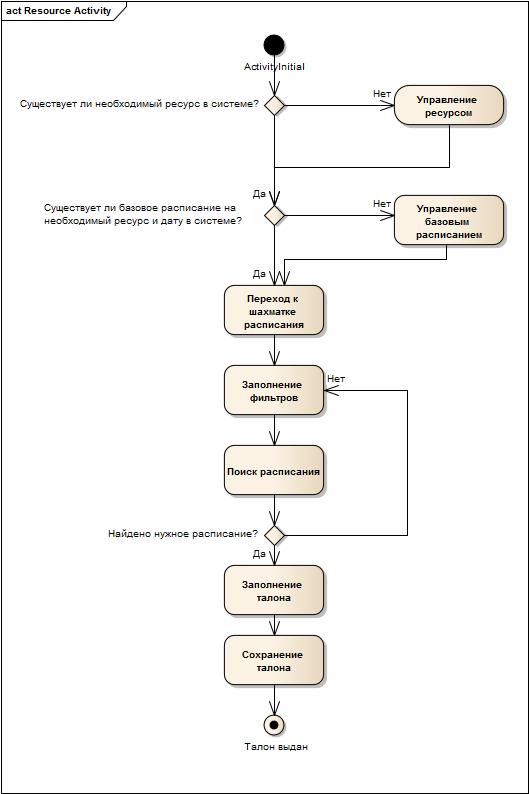 act Resource Activity
ActivityInitial
Существует ли необходимый ресурс в системе?
Нет
Управление
ресурсом
Да
Существует ли базовое расписание на
необходимый ресурс и дату в системе?
Нет
Управление
базовым
расписанием
Да
Переход к
шахматке
расписания
Заполнение
фильтров
Нет
Поиск расписания
Найдено нужное расписание?
Да
Заполнение
талона
Сохранение
талона
Талон выдан